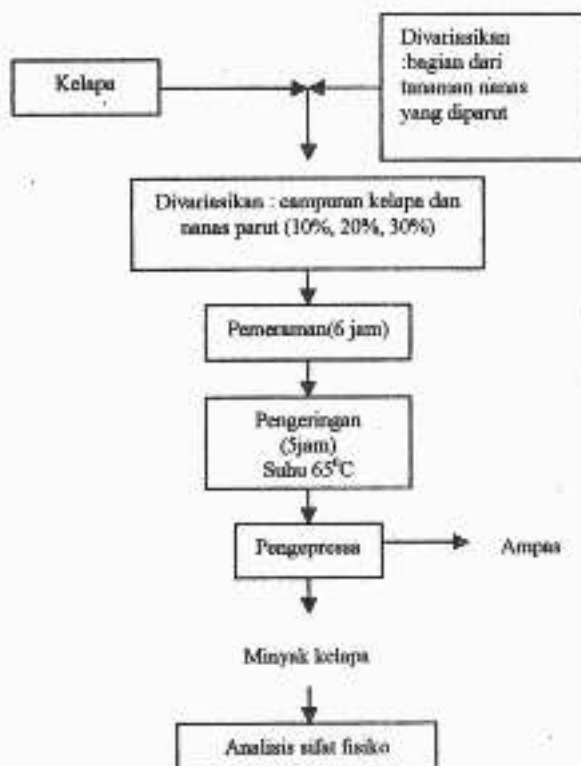 Kelapa
Divariasikan
:bagian dari
tanaman nanas
yang diparut
Divariasikan : campuran kelapa dan
nanas parut (10%, 20%, 30%)
Pemeraman(6 jam)
Pengeringan
(5jam)
Suhu 65⁰C
Pengepressa
Ampas
Minyak kelapa
Analisis sifat fisiko